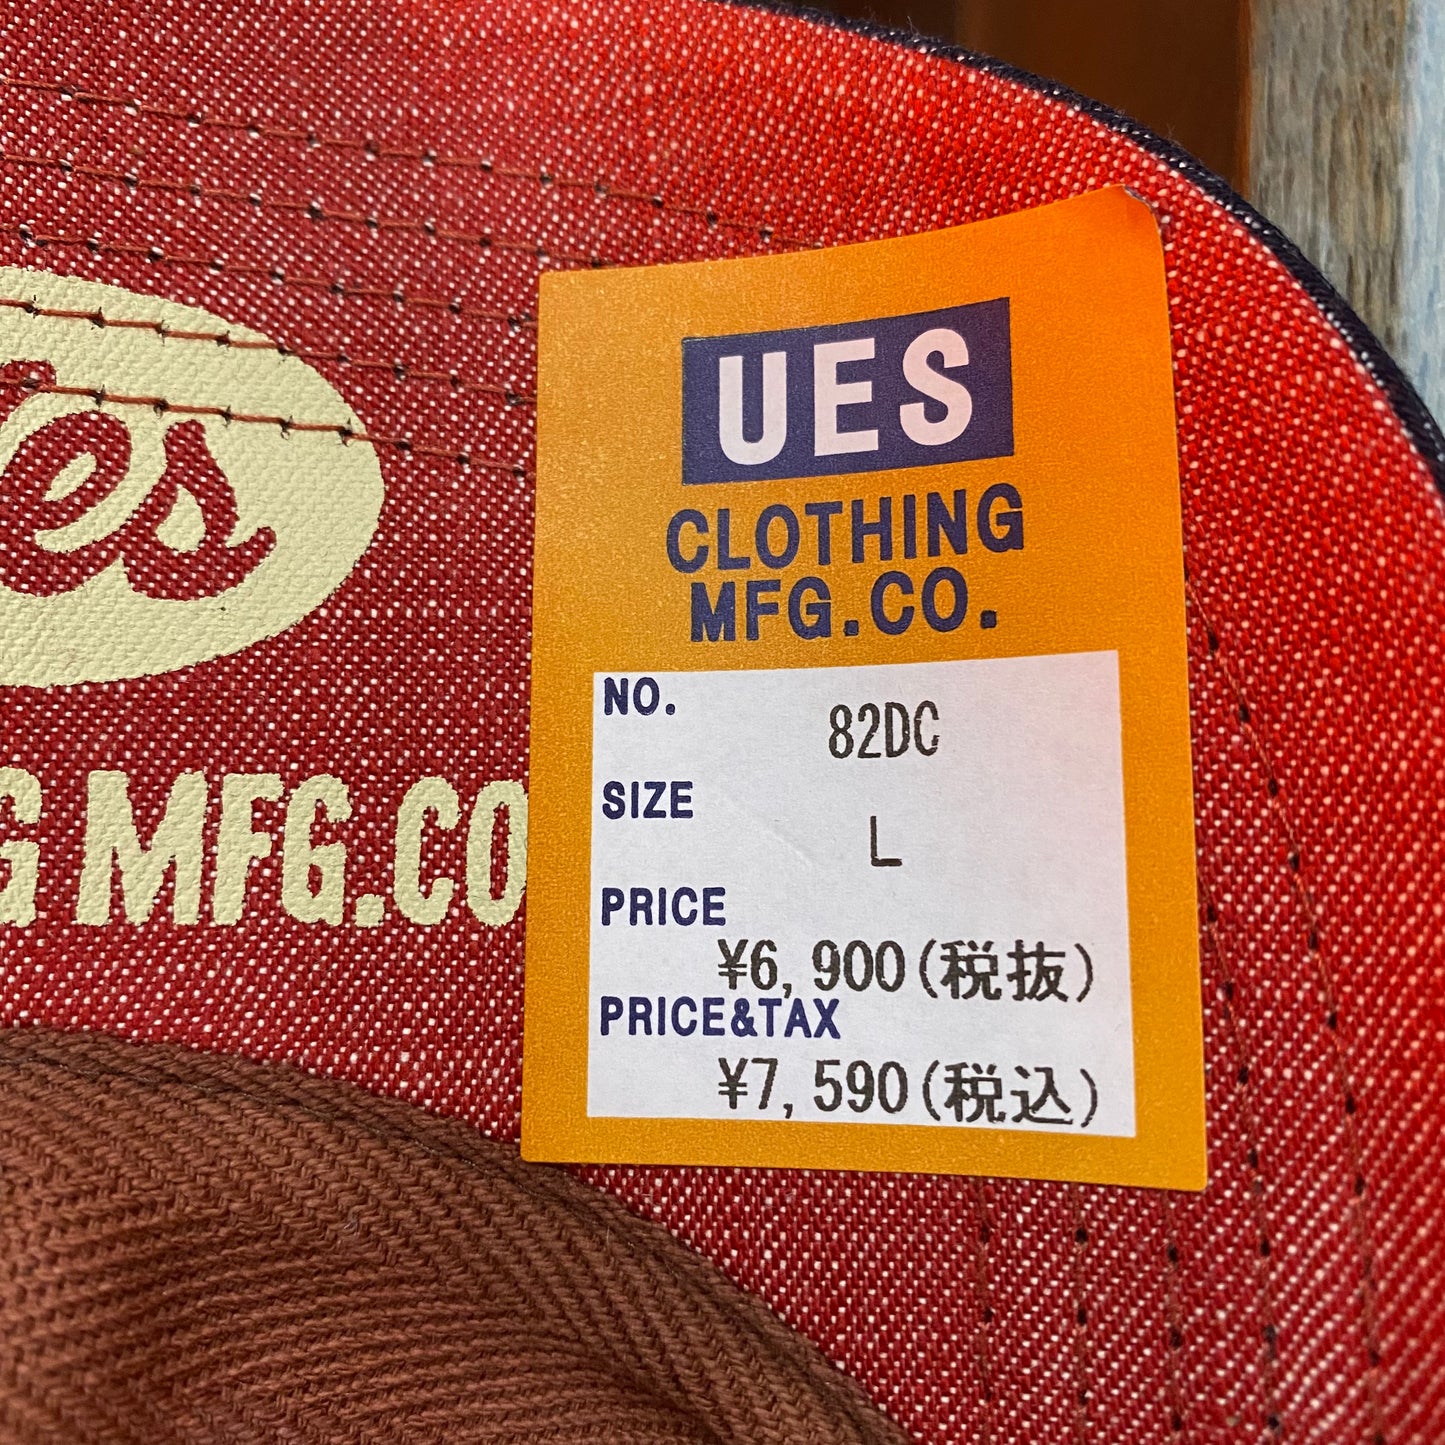 es
G MFG.CO
UES
CLOTHING
MFG.CO.
NO.
82DC
SIZE
L
PRICE
¥6,900(税抜)
PRICE&TAX
¥7,590(税込)